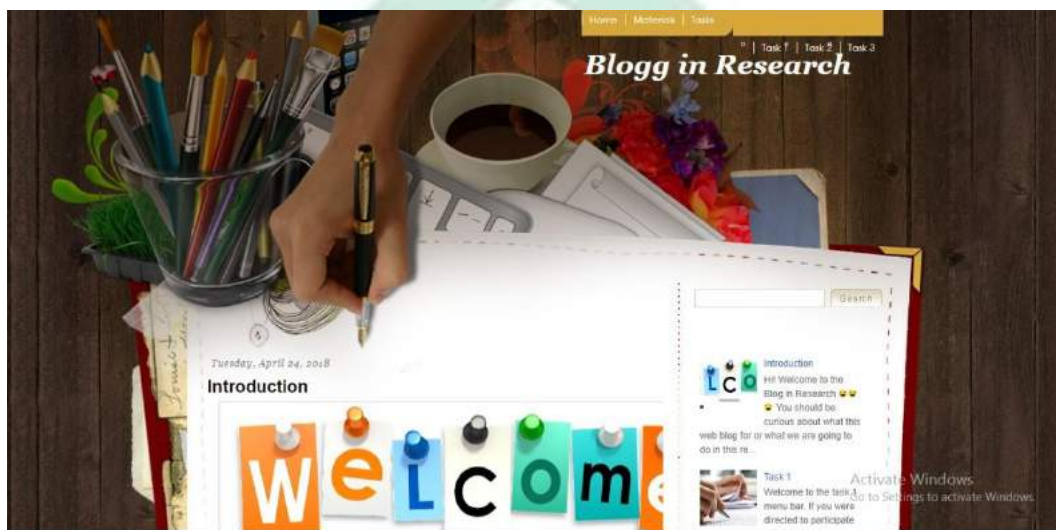 Home | Materials | Tasks
" | Task 1 | Task 2 | Task 3
Blogg in Research
Search
Tuesday, April 24, 2018
Introduction
WeLcome
LCO
Introduction
Hi! Welcome to the
Blog in Research
You should be
curious about what this
web blog for or what we are going to
do in this re...
Task 1
Welcome to the task 1
menu bar. If you were
directed to participate
Activate Windows
Go to Settings to activate Windows.